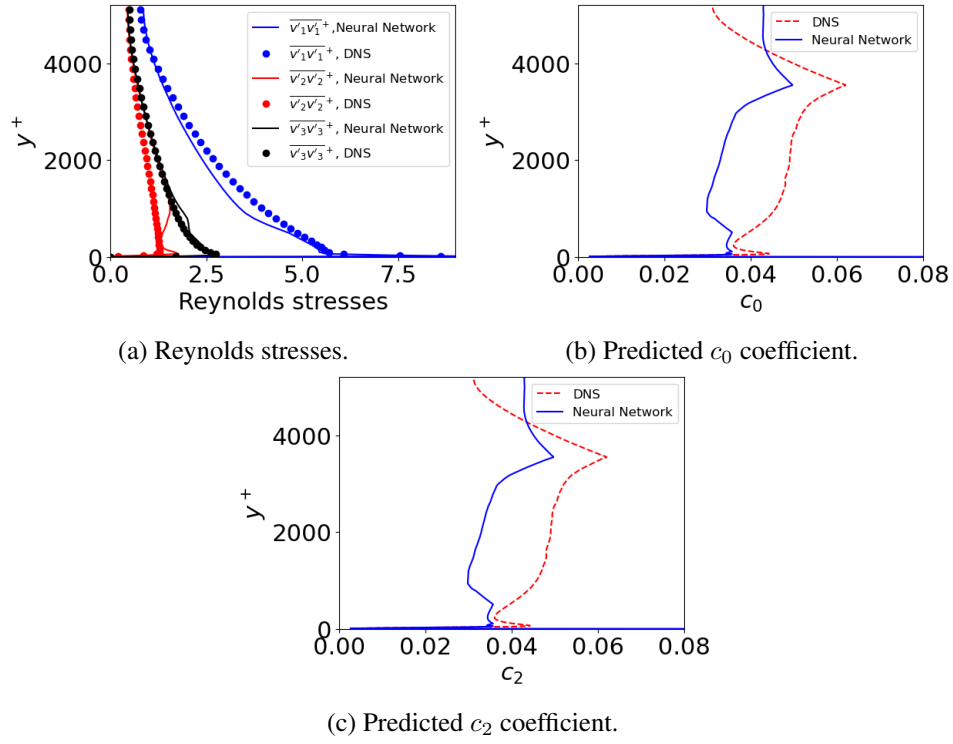 4000
2000
0
y⁺
0.0
2.5
5.0
7.5
Reynolds stresses
v'₁v'₁⁺,Neural Network
v'₁v'₁⁺, DNS
v'₂v'₂⁺, Neural Network
v'₂v'₂⁺, DNS
v'₃v'₃⁺, Neural Network
v'₃v'₃⁺, DNS
(a) Reynolds stresses.
4000
2000
0
y⁺
0.00
0.02
0.04
0.06
0.08
c₀
DNS
Neural Network
(b) Predicted c₀ coefficient.
4000
2000
0
y⁺
0.00
0.02
0.04
0.06
0.08
c₂
DNS
Neural Network
(c) Predicted c₂ coefficient.